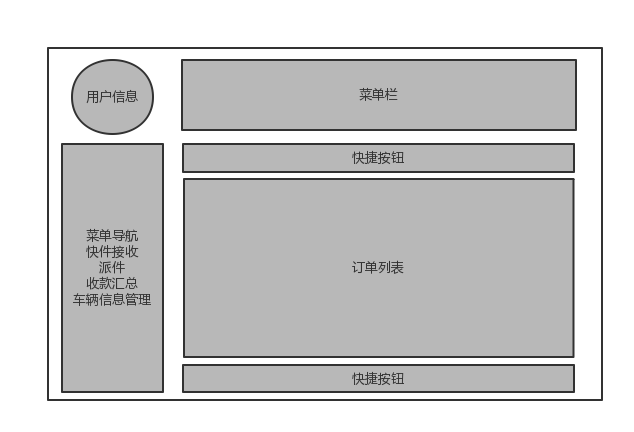 用户信息
菜单栏
快捷按钮
菜单导航
快件接收
派件
收款汇总
车辆信息管理
订单列表
快捷按钮